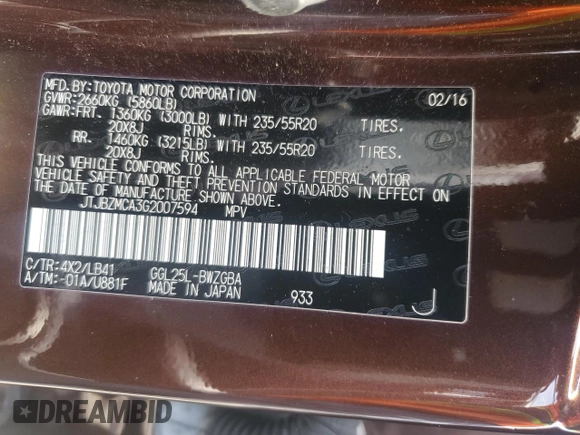 MFD.BY:TOYOTA MOTOR CORPORATION 02/16
GVWR:2660KG (5860LB)
GAWR:FRT. 1360KG (3000LB) WITH 235/55R20 TIRES.
20X8J RIMS.
RR. 1460KG (3215LB) WITH 235/55R20 TIRES.
20X8J RIMS.
THIS VEHICLE CONFORMS TO ALL APPLICABLE FEDERAL MOTOR
VEHICLE SAFETY AND THEFT PREVENTION STANDARDS IN EFFECT ON
THE DATE OF MANUFACTURE SHOWN ABOVE.
JTJBZMCA3G2007594 MPV
C/TR:4X2/LB41 GGL25L-BWZGBA
A/TM:-01A/U881F MADE IN JAPAN 933 J
LEXUS
DREAMBID